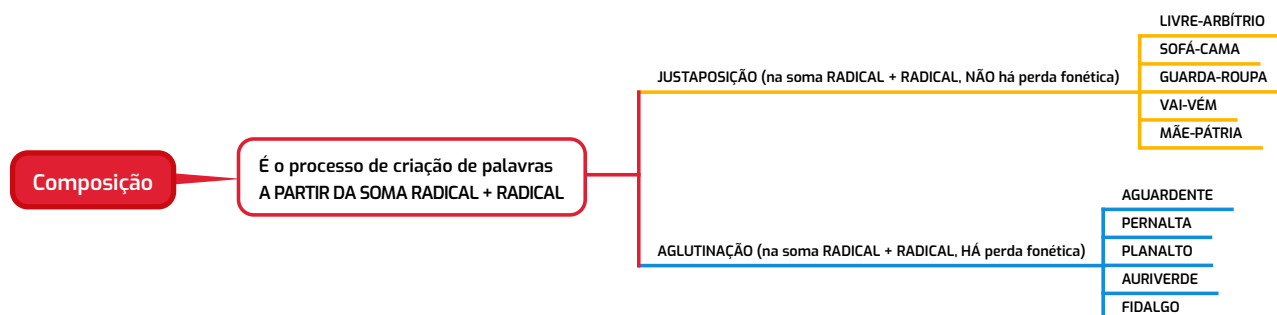 Composição
É o processo de criação de palavras
A PARTIR DA SOMA RADICAL + RADICAL
JUSTAPOSIÇÃO (na soma RADICAL + RADICAL, NÃO há perda fonética)
LIVRE-ARBÍTRIO
SOFÁ-CAMA
GUARDA-ROUPA
VAI-VÉM
MÃE-PÁTRIA
AGLUTINAÇÃO (na soma RADICAL + RADICAL, HÁ perda fonética)
AGUARDENTE
PERNALTA
PLANALTO
AURIVERDE
FIDALGO